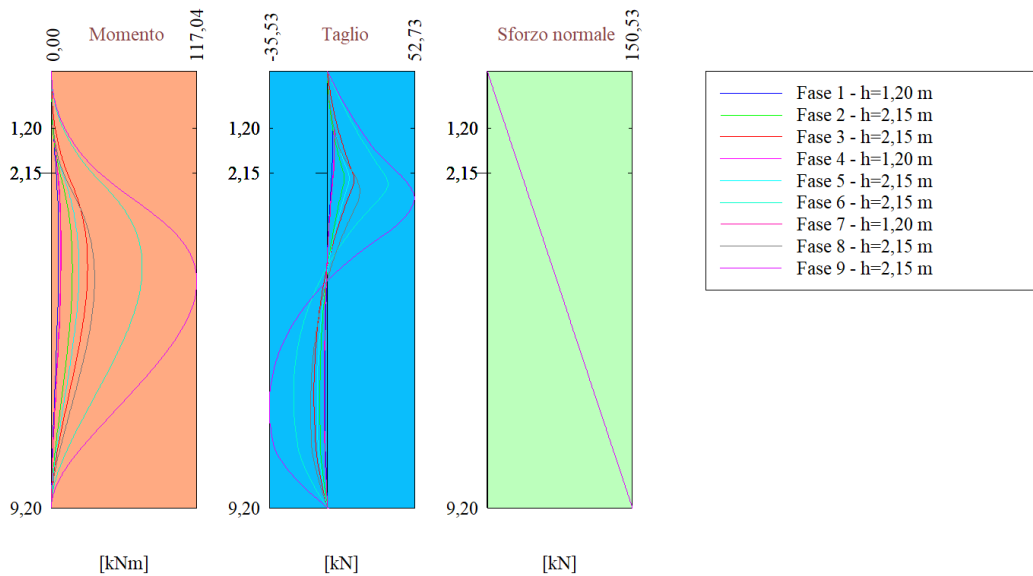 0,00
Momento
117,04
-35,53
Taglio
52,73
Sforzo normale
150,53
1,20
2,15
9,20
[kNm]
1,20
2,15
9,20
[kN]
1,20
2,15
9,20
[kN]
Fase 1 - h=1,20 m
Fase 2 - h=2,15 m
Fase 3 - h=2,15 m
Fase 4 - h=1,20 m
Fase 5 - h=2,15 m
Fase 6 - h=2,15 m
Fase 7 - h=1,20 m
Fase 8 - h=2,15 m
Fase 9 - h=2,15 m